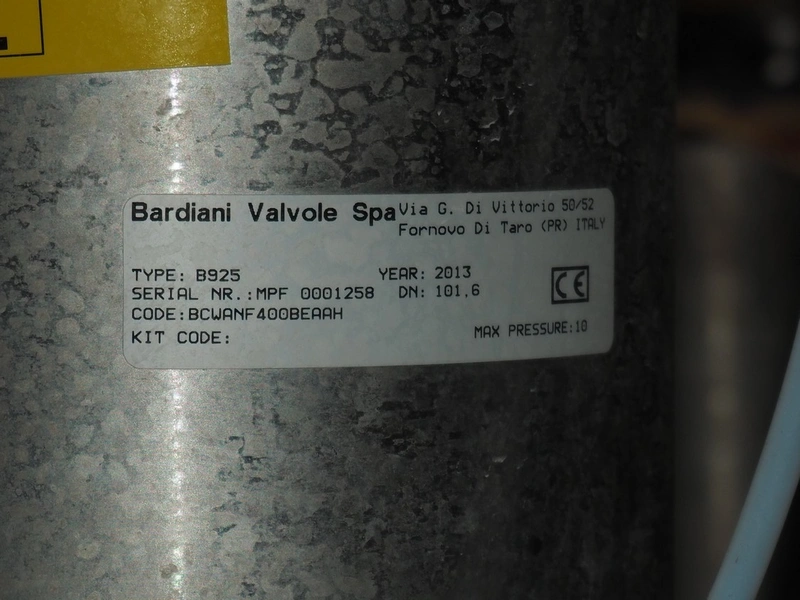 Bardiani Valvole Spa Via G. Di Vittorio 50/52
Fornovo Di Taro (PR) ITALY
TYPE: B925 YEAR: 2013
SERIAL NR.:MPF 0001258 DN: 101,6
CE
CODE:BCWANF400BEAAH
KIT CODE: MAX PRESSURE:10